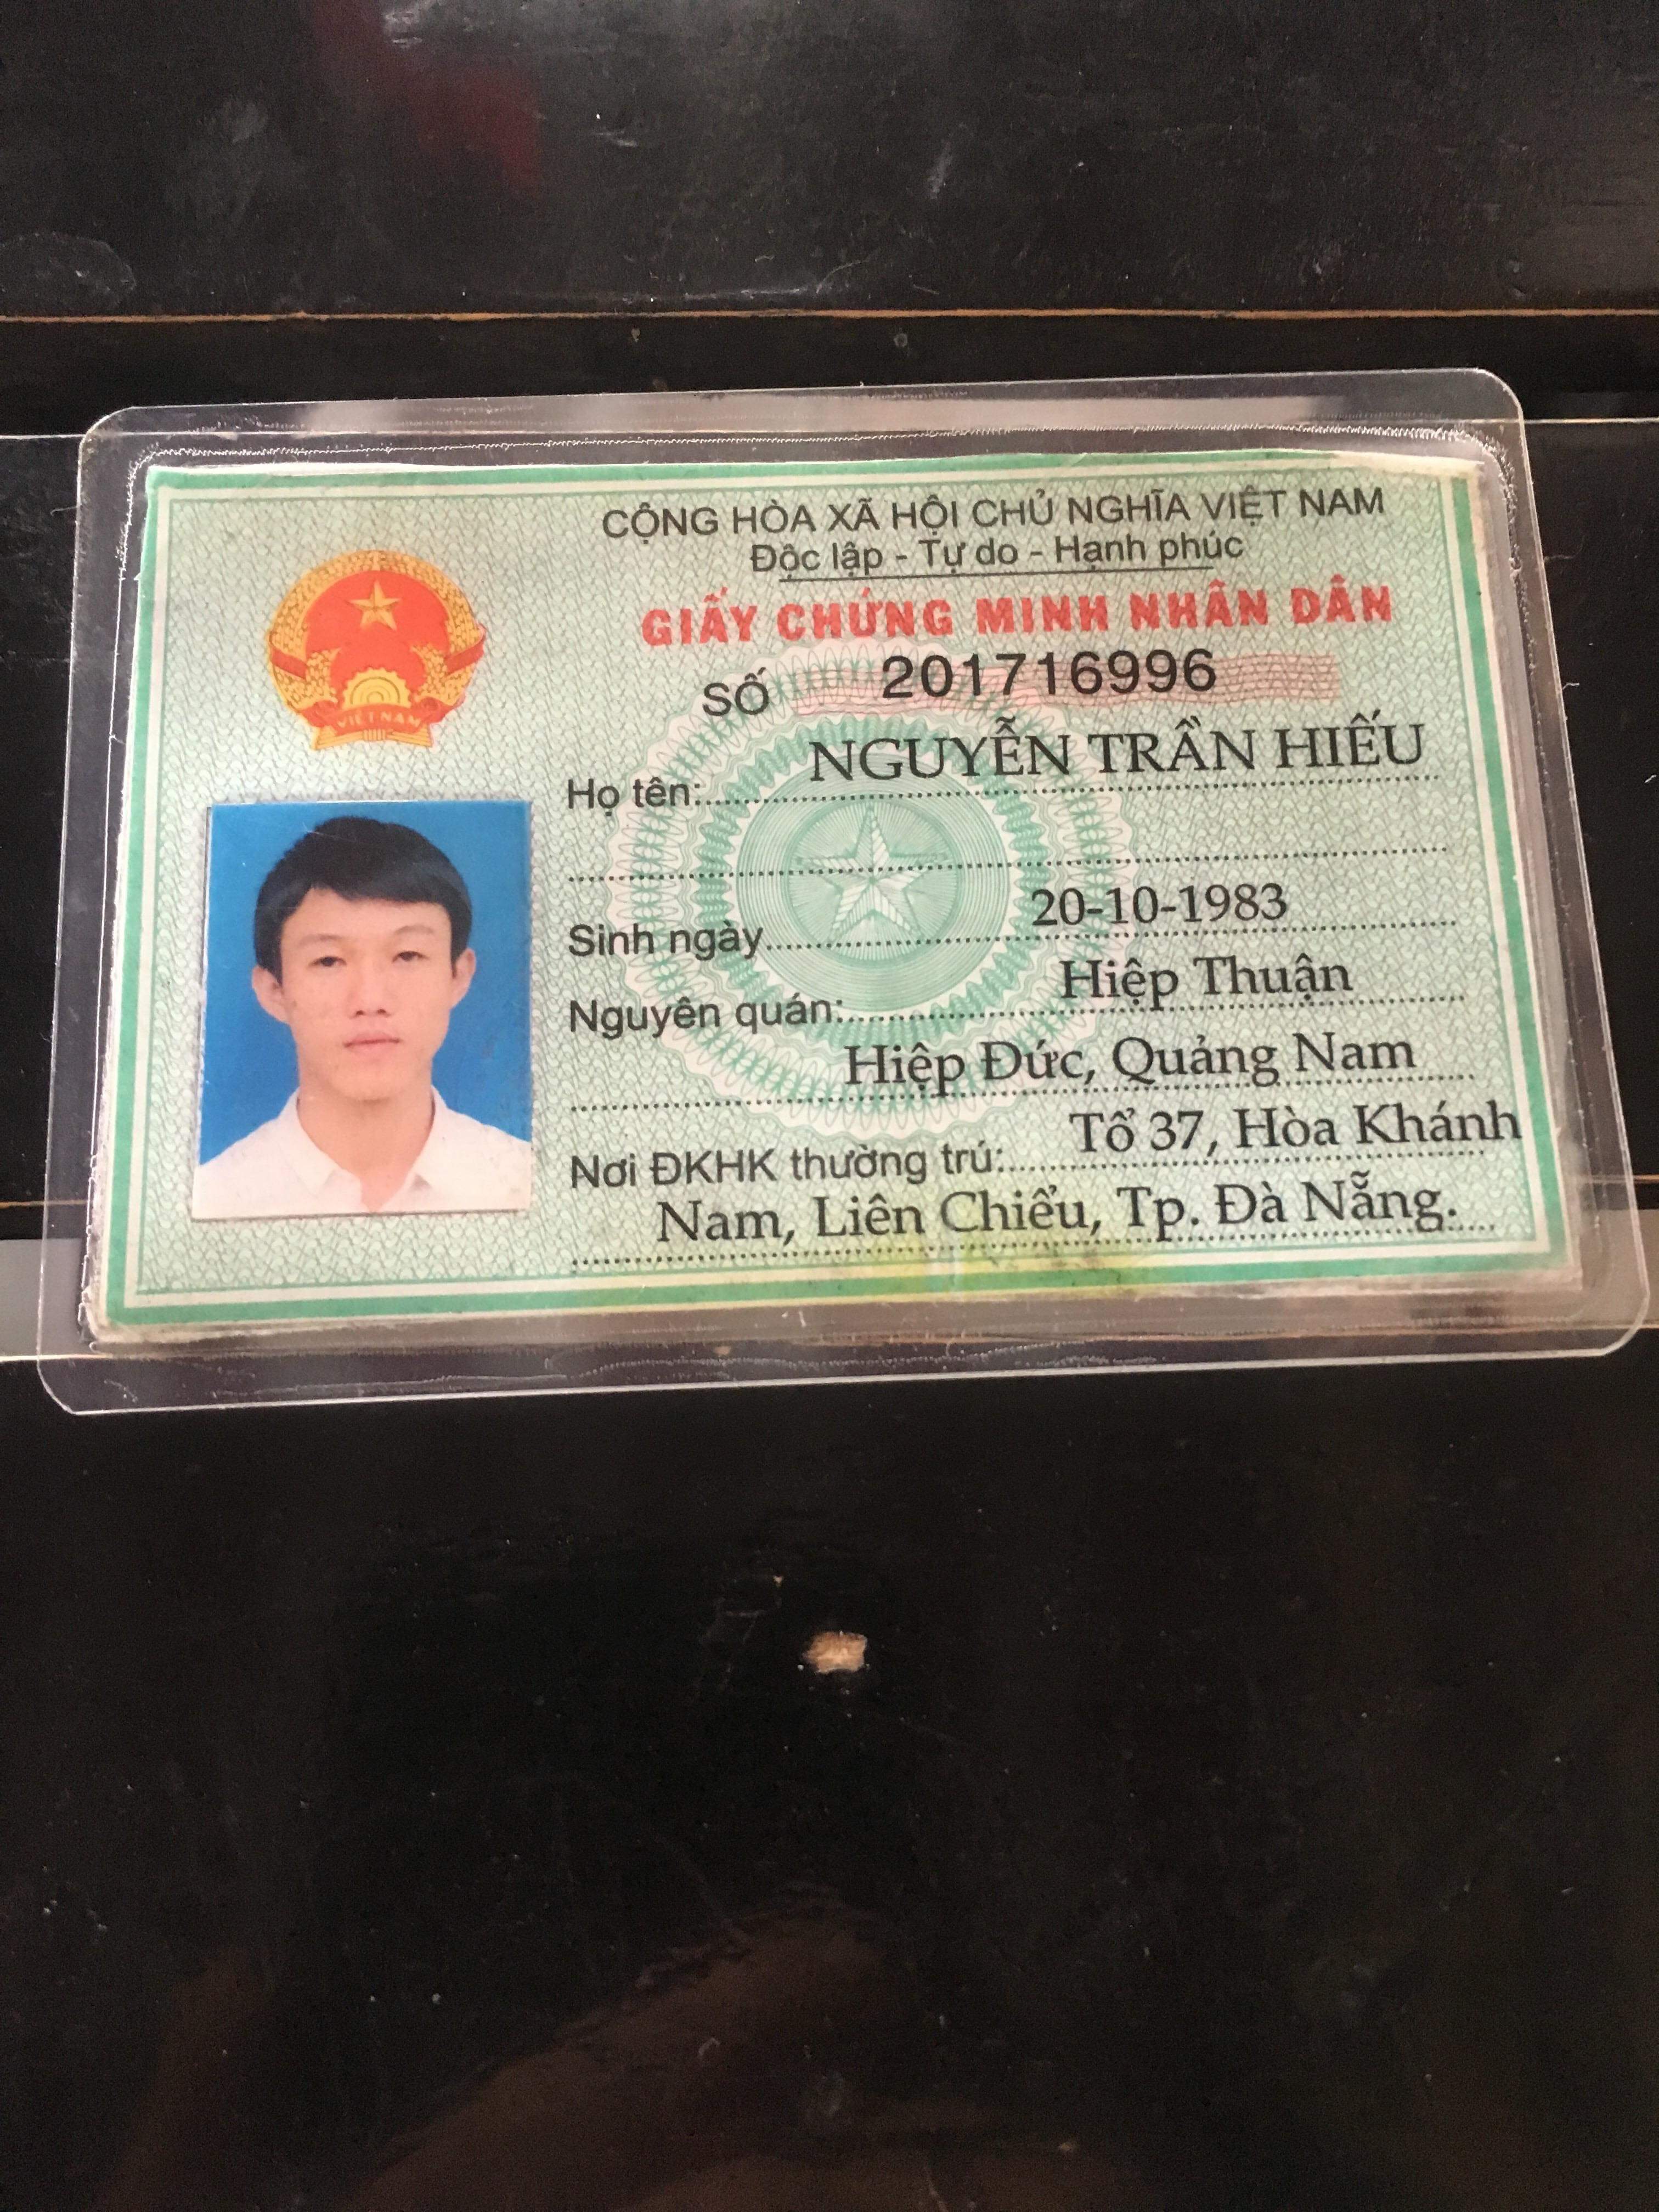 CỘNG HÒA XÃ HỘI CHỦ NGHĨA VIỆT NAM
Độc lập - Tự do - Hạnh phúc
GIẤY CHỨNG MINH NHÂN DÂN
SỐ 201716996
VIỆT NAM
Họ tên: NGUYỄN TRẦN HIẾU
Sinh ngày 20-10-1983
Nguyên quán: Hiệp Thuận
Hiệp Đức, Quảng Nam
Nơi ĐKHK thường trú: Tổ 37, Hòa Khánh
Nam, Liên Chiểu, Tp. Đà Nẵng.